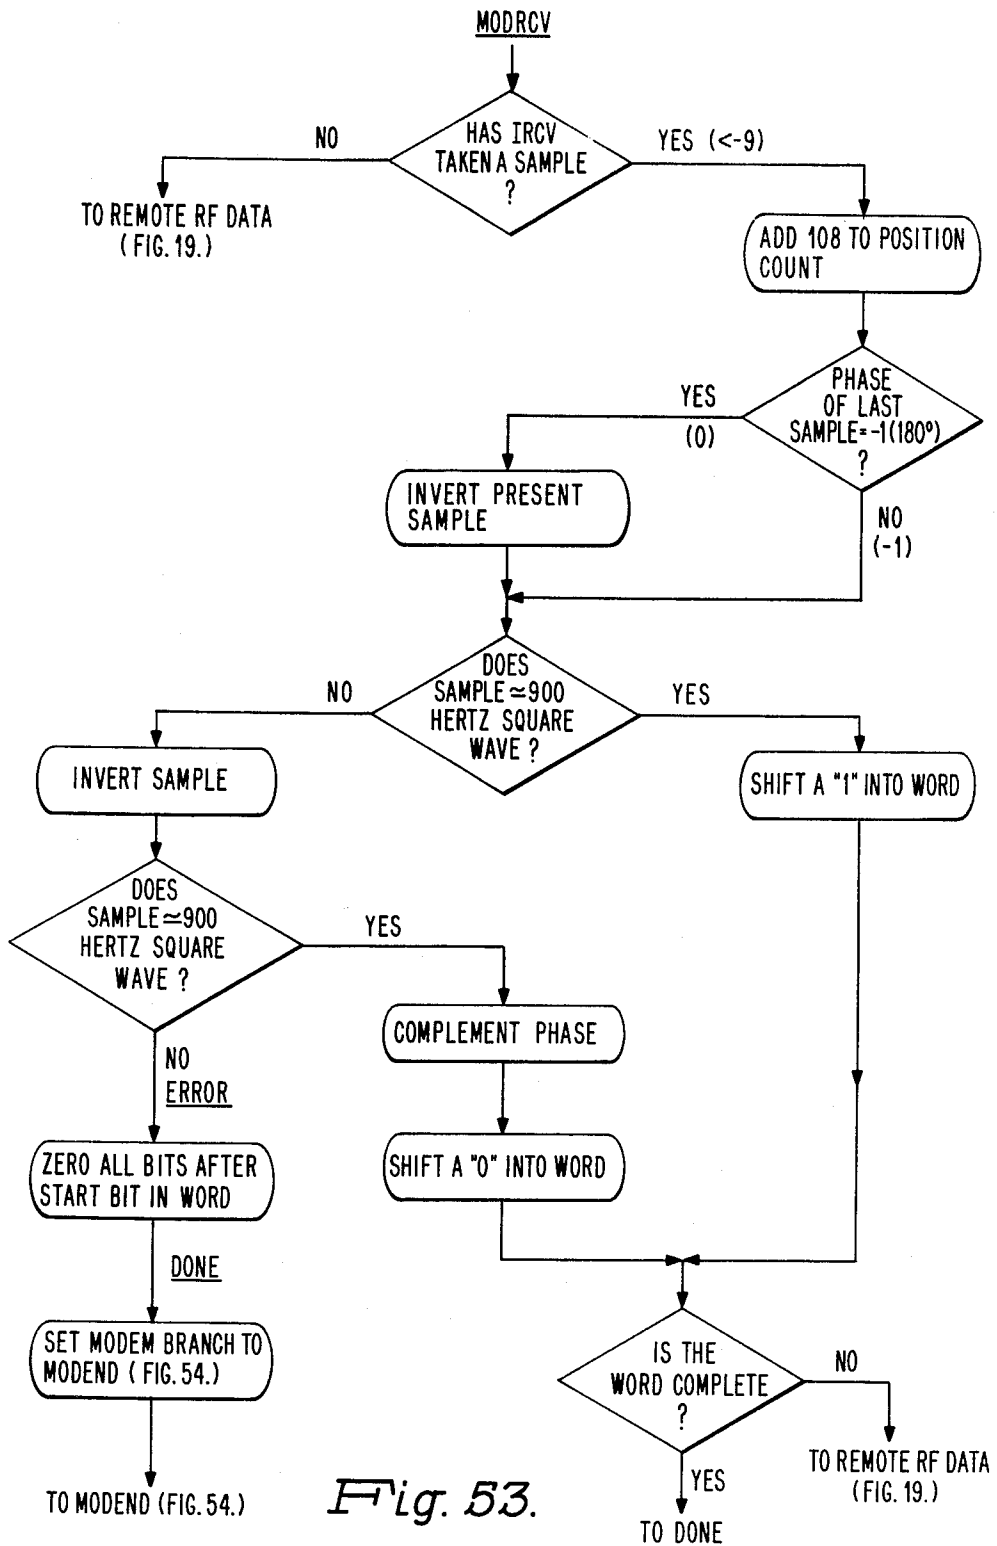 MODRCV
HAS IRCV
TAKEN A SAMPLE
?
NO
YES (<-9)
TO REMOTE RF DATA
(FIG. 19.)
ADD 108 TO POSITION
COUNT
PHASE
OF LAST
SAMPLE=-1(180°)
?
YES
(0)
INVERT PRESENT
SAMPLE
NO
(-1)
DOES
SAMPLE≃900
HERTZ SQUARE
WAVE ?
NO
YES
INVERT SAMPLE
SHIFT A "1" INTO WORD
DOES
SAMPLE≃900
HERTZ SQUARE
WAVE ?
YES
COMPLEMENT PHASE
NO
ERROR
SHIFT A "0" INTO WORD
ZERO ALL BITS AFTER
START BIT IN WORD
DONE
SET MODEM BRANCH TO
MODEND (FIG. 54.)
IS THE
WORD COMPLETE
?
NO
YES
TO REMOTE RF DATA
(FIG. 19.)
TO MODEND (FIG. 54.)
Fig. 53.
TO DONE